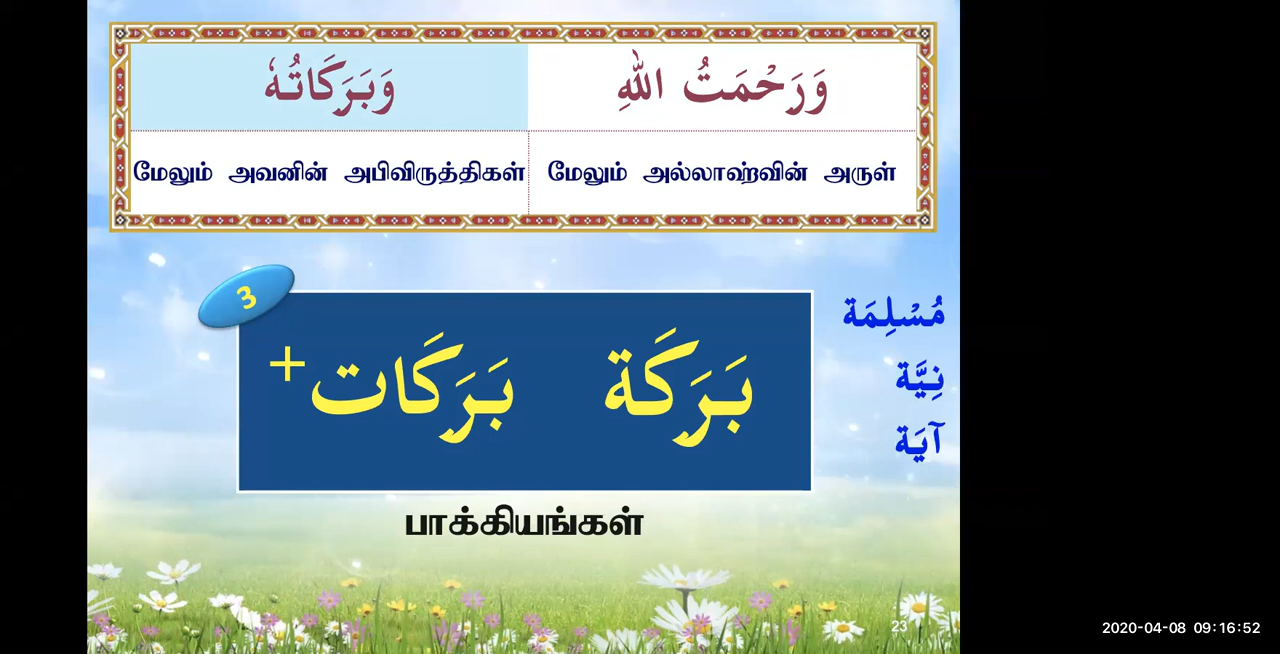 وَرَحْمَتُ اللهِ وَبَرَكَاتُهٗ
மேலும் அவனின் அபிவிருத்திகள் மேலும் அல்லாஹ்வின் அருள்
3
بَرَكَة بَرَكَات+
مُسْلِمَة
نِيَّة
آيَة
பாக்கியங்கள்
23
2020-04-08 09:16:52